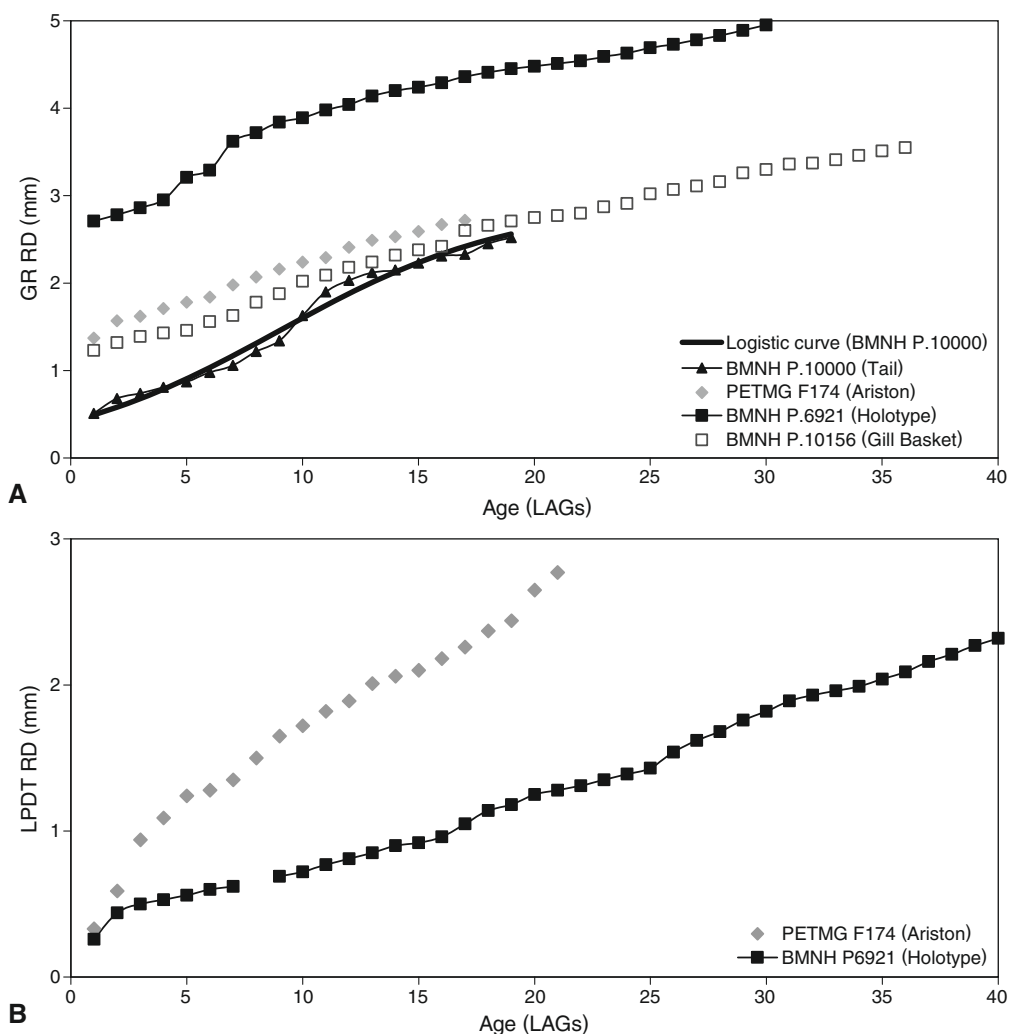 5
4
3
2
1
0
GR RD (mm)
Logistic curve (BMNH P.10000)
BMNH P.10000 (Tail)
PETMG F174 (Ariston)
BMNH P.6921 (Holotype)
BMNH P.10156 (Gill Basket)
0 5 10 15 20 25 30 35 40
A
Age (LAGs)
3
2
1
0
LPDT RD (mm)
PETMG F174 (Ariston)
BMNH P6921 (Holotype)
0 5 10 15 20 25 30 35 40
B
Age (LAGs)